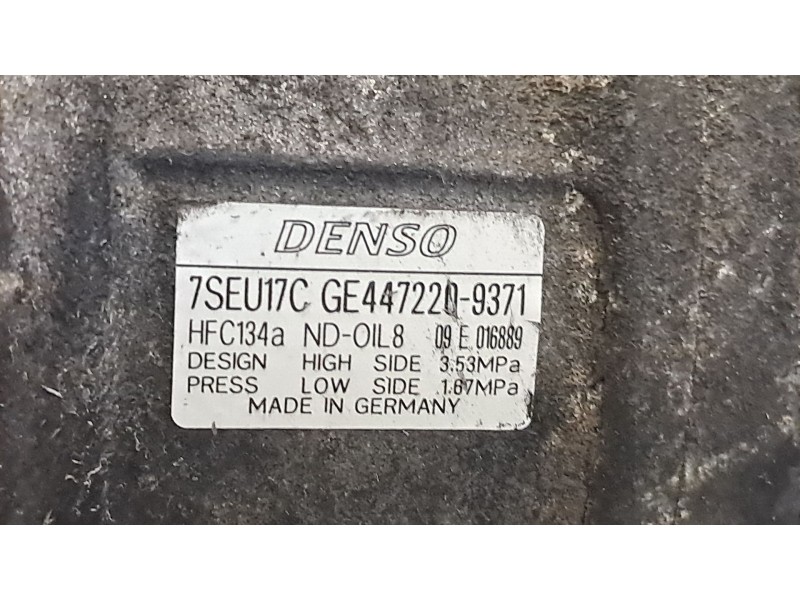 DENSO
7SEU17C GE447220-9371
HFC134a ND-OIL8 09 E 016889
DESIGN HIGH SIDE 3.53MPa
PRESS LOW SIDE 1.67MPa
MADE IN GERMANY